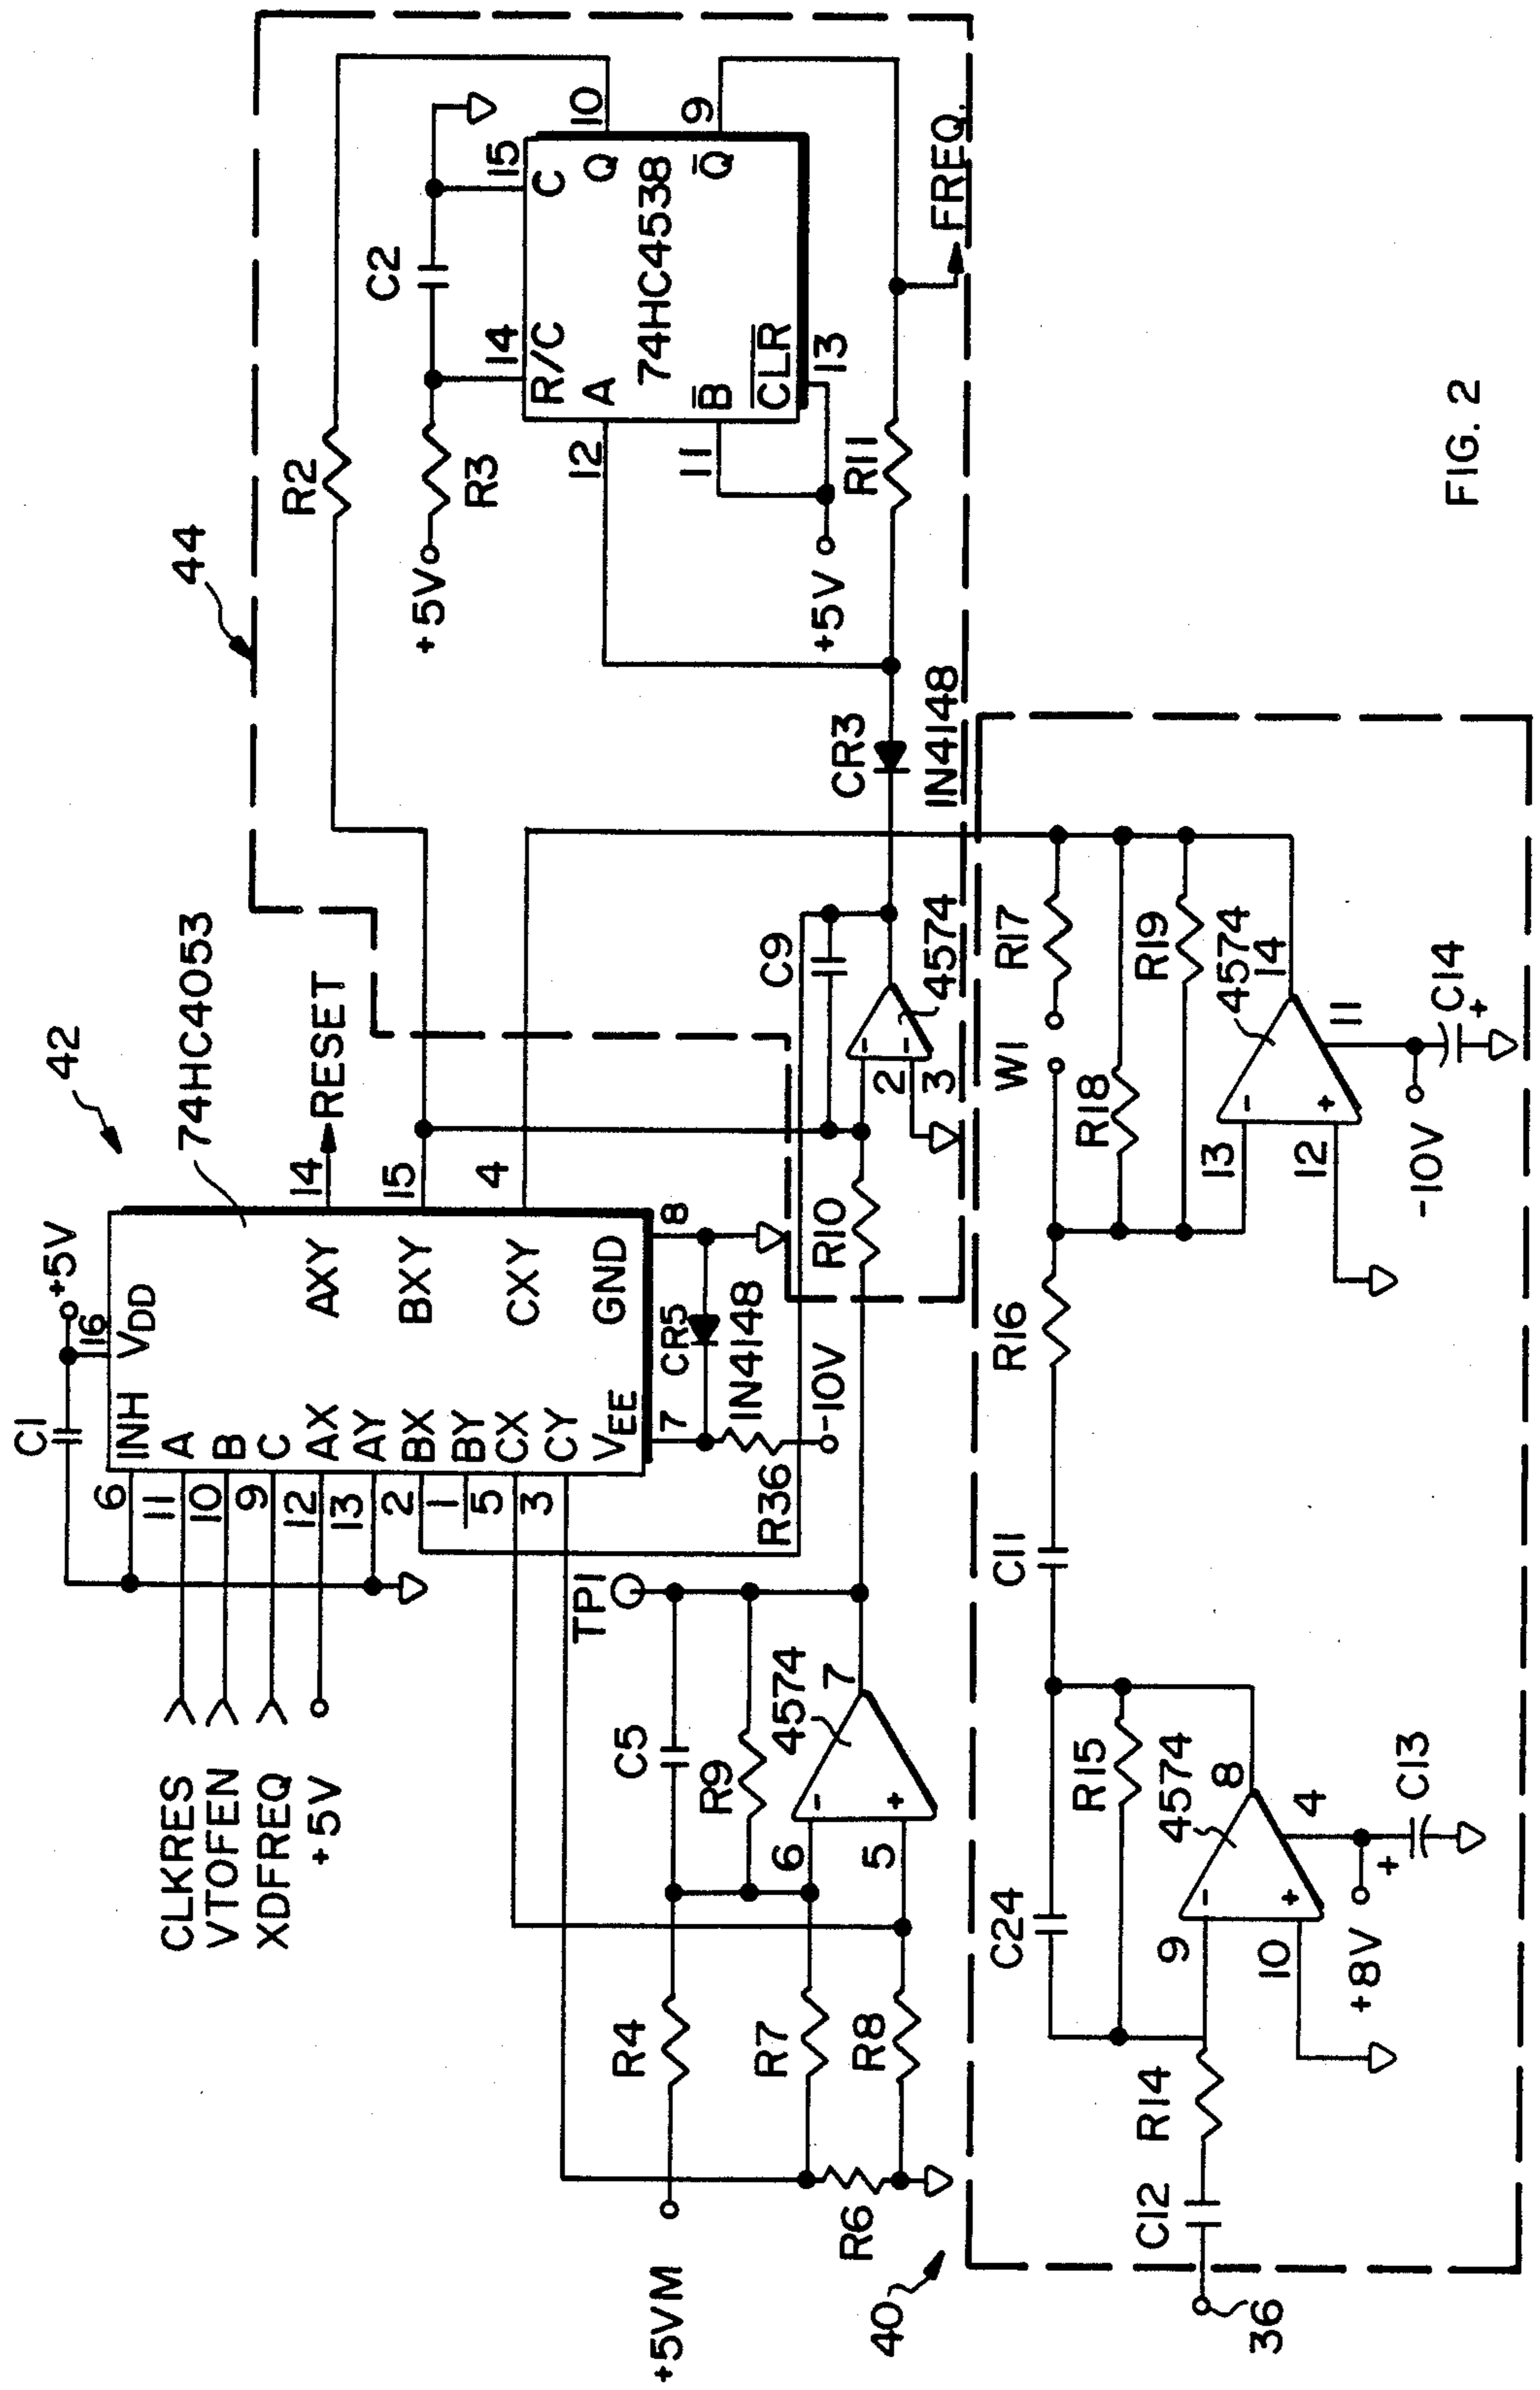 42
74HC4053
44
C1
+5V
16
VDD
6
INH
11
A
10
B
9
C
12
AX
13
AY
2
BX
1
BY
5
CX
3
CY
VEE
7
GND
8
AXY
14
RESET
BXY
15
CXY
4
CLKRES
VTOFEN
XDFREQ
+5V
CR5
IN4148
R36
-10V
TP1
C5
R9
4574
7
6
5
+5VM
R4
R7
R8
R6
R10
C9
2
3
-
-
4574
CR3
IN4148
R2
+5V
R3
C2
14
15
R/C
C
12
A
Q
10
74HC4538
11
B
Q
9
CLR
13
+5V
R11
FREQ.
40
36
C12
R14
C24
R15
4574
9
10
-
+
8
4
+8V
+
C13
C11
R16
W1
R17
R18
R19
4574
14
13
12
-
+
11
-10V
C14
+
-
+
FIG. 2